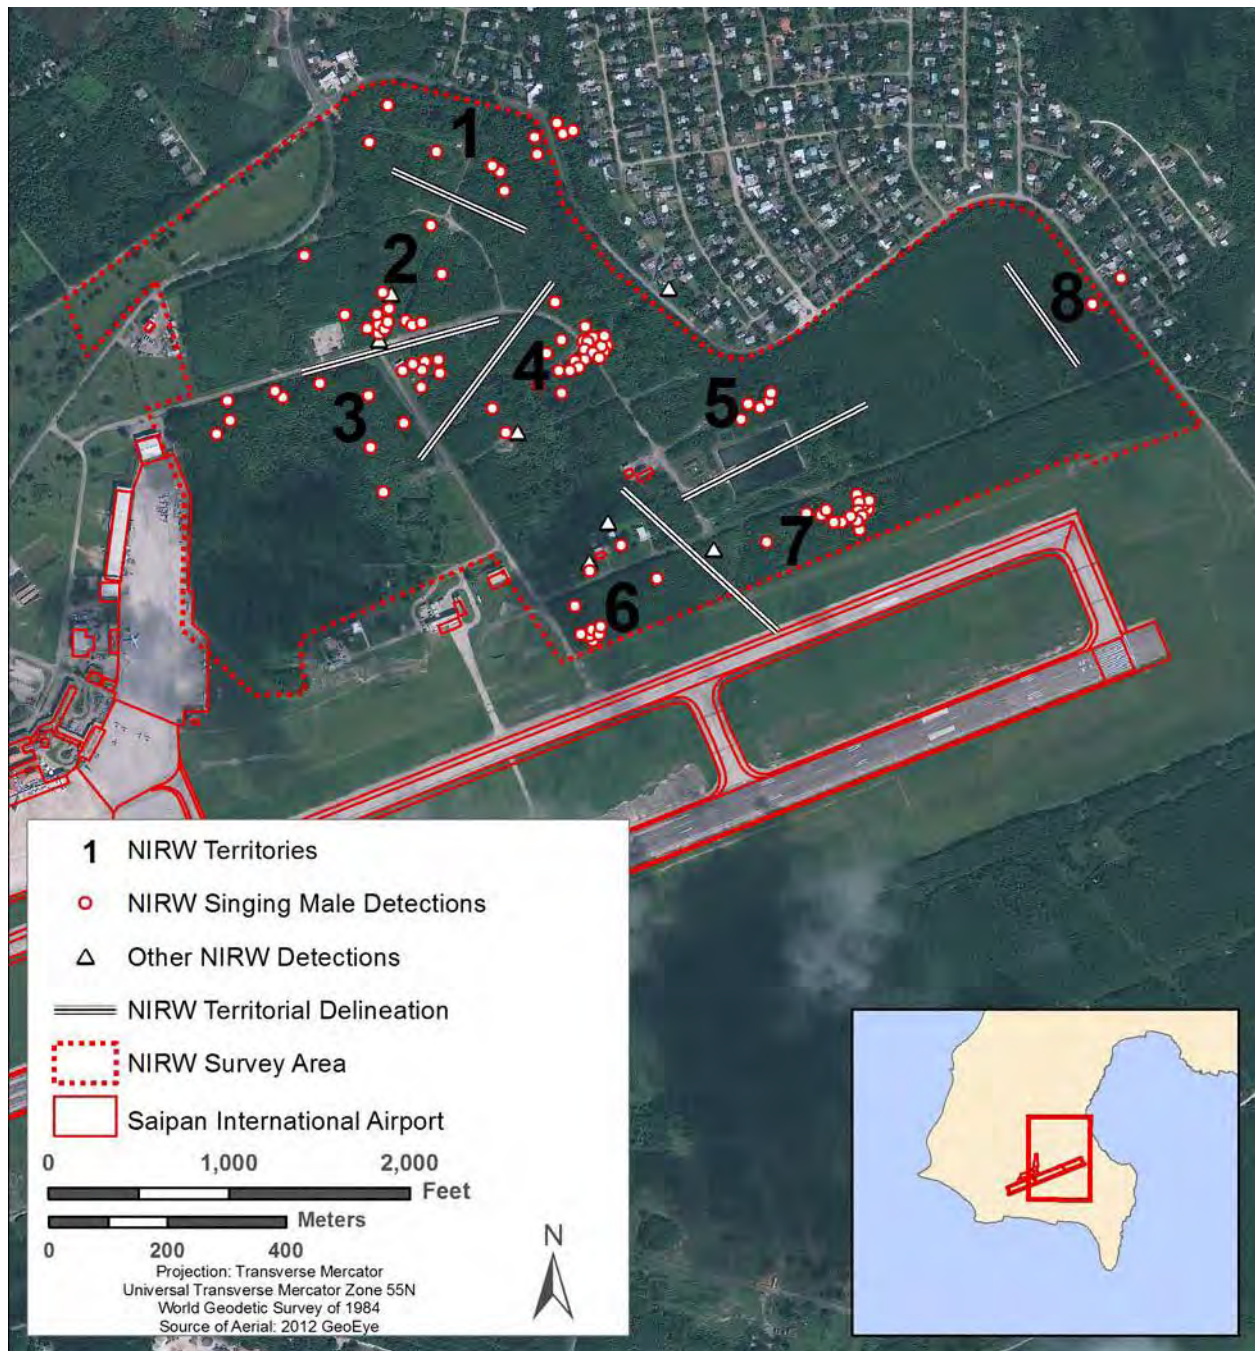 1
2
8
4
5
3
7
6
1 NIRW Territories
NIRW Singing Male Detections
Other NIRW Detections
NIRW Territorial Delineation
NIRW Survey Area
Saipan International Airport
0 1,000 2,000
Feet
Meters
0 200 400
Projection: Transverse Mercator
Universal Transverse Mercator Zone 55N
World Geodetic Survey of 1984
Source of Aerial: 2012 GeoEye
N